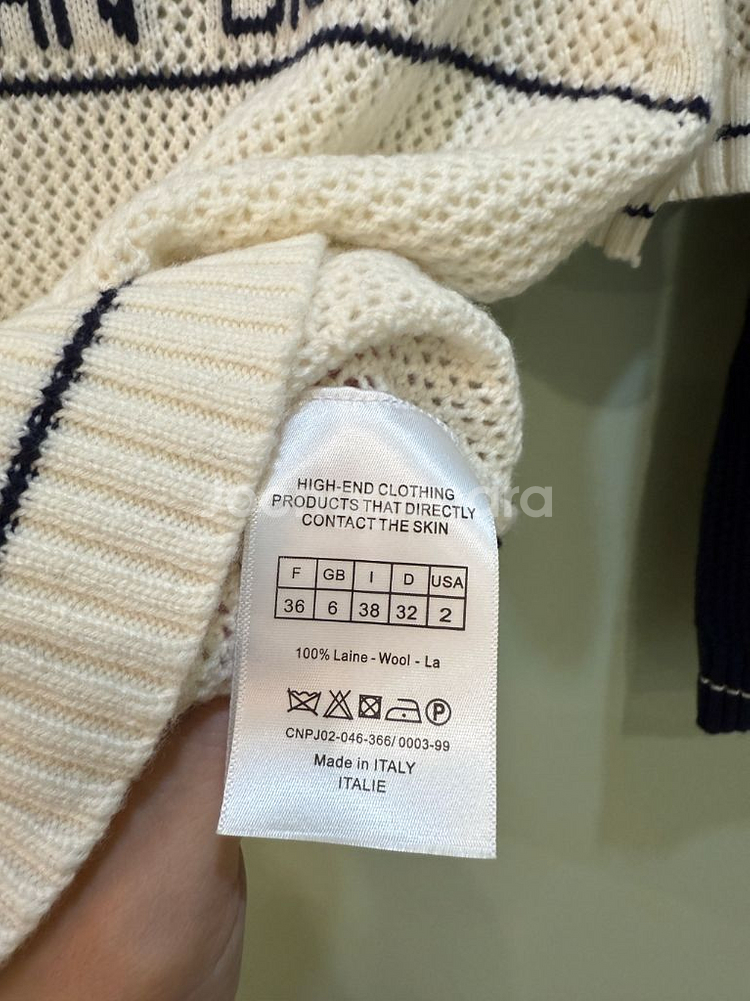 HIGH-END CLOTHING
PRODUCTS THAT DIRECTLY
CONTACT THE SKIN
F GB I D USA
36 6 38 32 2
100% Laine - Wool - La
P
CNPJ02-046-366/ 0003-99
Made in ITALY
ITALIE